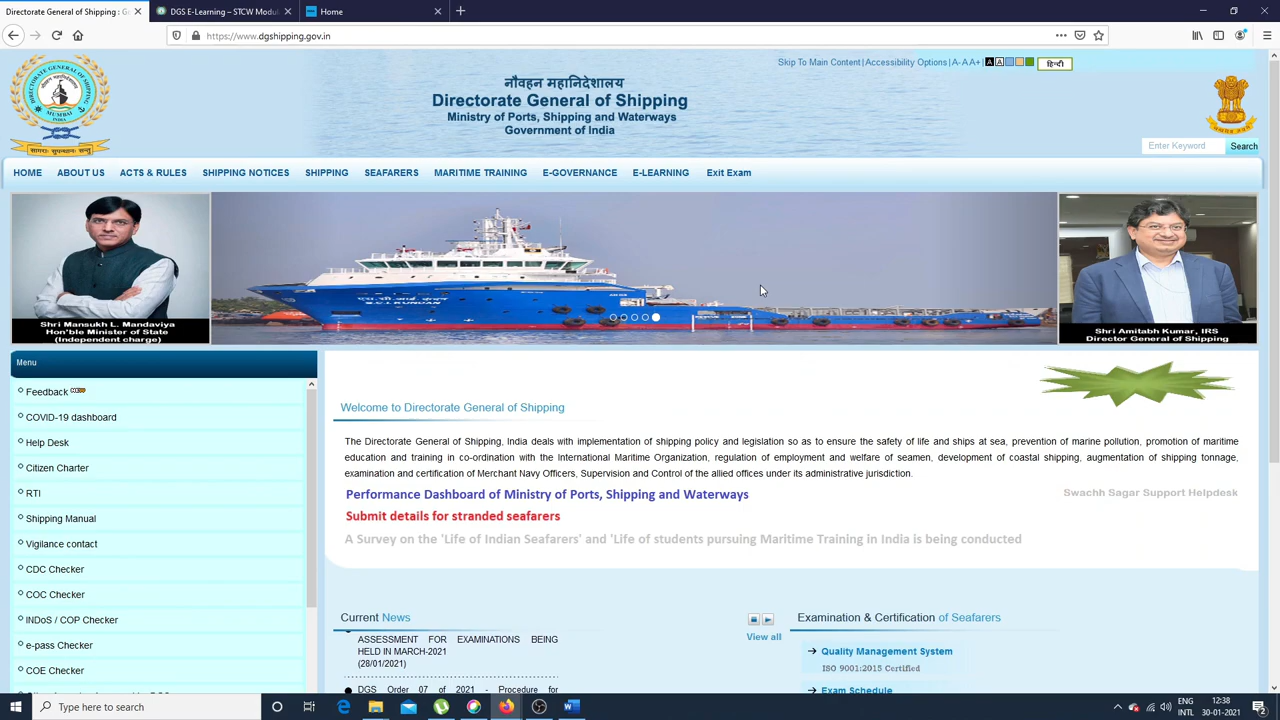 Directorate General of Shipping : G
DGS E-Learning – STCW Modul
Home
https://www.dgshipping.gov.in
Skip To Main Content|Accessibility Options|A- A A+|
A A
हिन्दी
नौवहन महानिदेशालय
Directorate General of Shipping
Ministry of Ports, Shipping and Waterways
Government of India
DIRECTORATE GENERAL OF SHIPPING
MUMBAI
INDIA
Enter Keyword
Search
HOME
ABOUT US
ACTS & RULES
SHIPPING NOTICES
SHIPPING
SEAFARERS
MARITIME TRAINING
E-GOVERNANCE
E-LEARNING
Exit Exam
Shri Mansukh L. Mandaviya
Hon'ble Minister of State
(Independent charge)
Shri Amitabh Kumar, IRS
Director General of Shipping
Menu
Feedback
COVID-19 dashboard
Help Desk
Citizen Charter
RTI
Shipping Manual
Vigilance contact
CDC Checker
COC Checker
INDoS / COP Checker
e-pass Checker
COE Checker
Welcome to Directorate General of Shipping
The Directorate General of Shipping, India deals with implementation of shipping policy and legislation so as to ensure the safety of life and ships at sea, prevention of marine pollution, promotion of maritime
education and training in co-ordination with the International Maritime Organization, regulation of employment and welfare of seamen, development of coastal shipping, augmentation of shipping tonnage,
examination and certification of Merchant Navy Officers, Supervision and Control of the allied offices under its administrative jurisdiction.
Performance Dashboard of Ministry of Ports, Shipping and Waterways
Swachh Sagar Support Helpdesk
Submit details for stranded seafarers
A Survey on the 'Life of Indian Seafarers' and 'Life of students pursuing Maritime Training in India is being conducted
Current News
View all
ASSESSMENT FOR EXAMINATIONS BEING
HELD IN MARCH-2021
(28/01/2021)
DGS Order 07 of 2021 - Procedure for
Examination & Certification of Seafarers
Quality Management System
ISO 9001:2015 Certified
Exam Schedule
Type here to search
ENG
INTL
12:38
30-01-2021
2